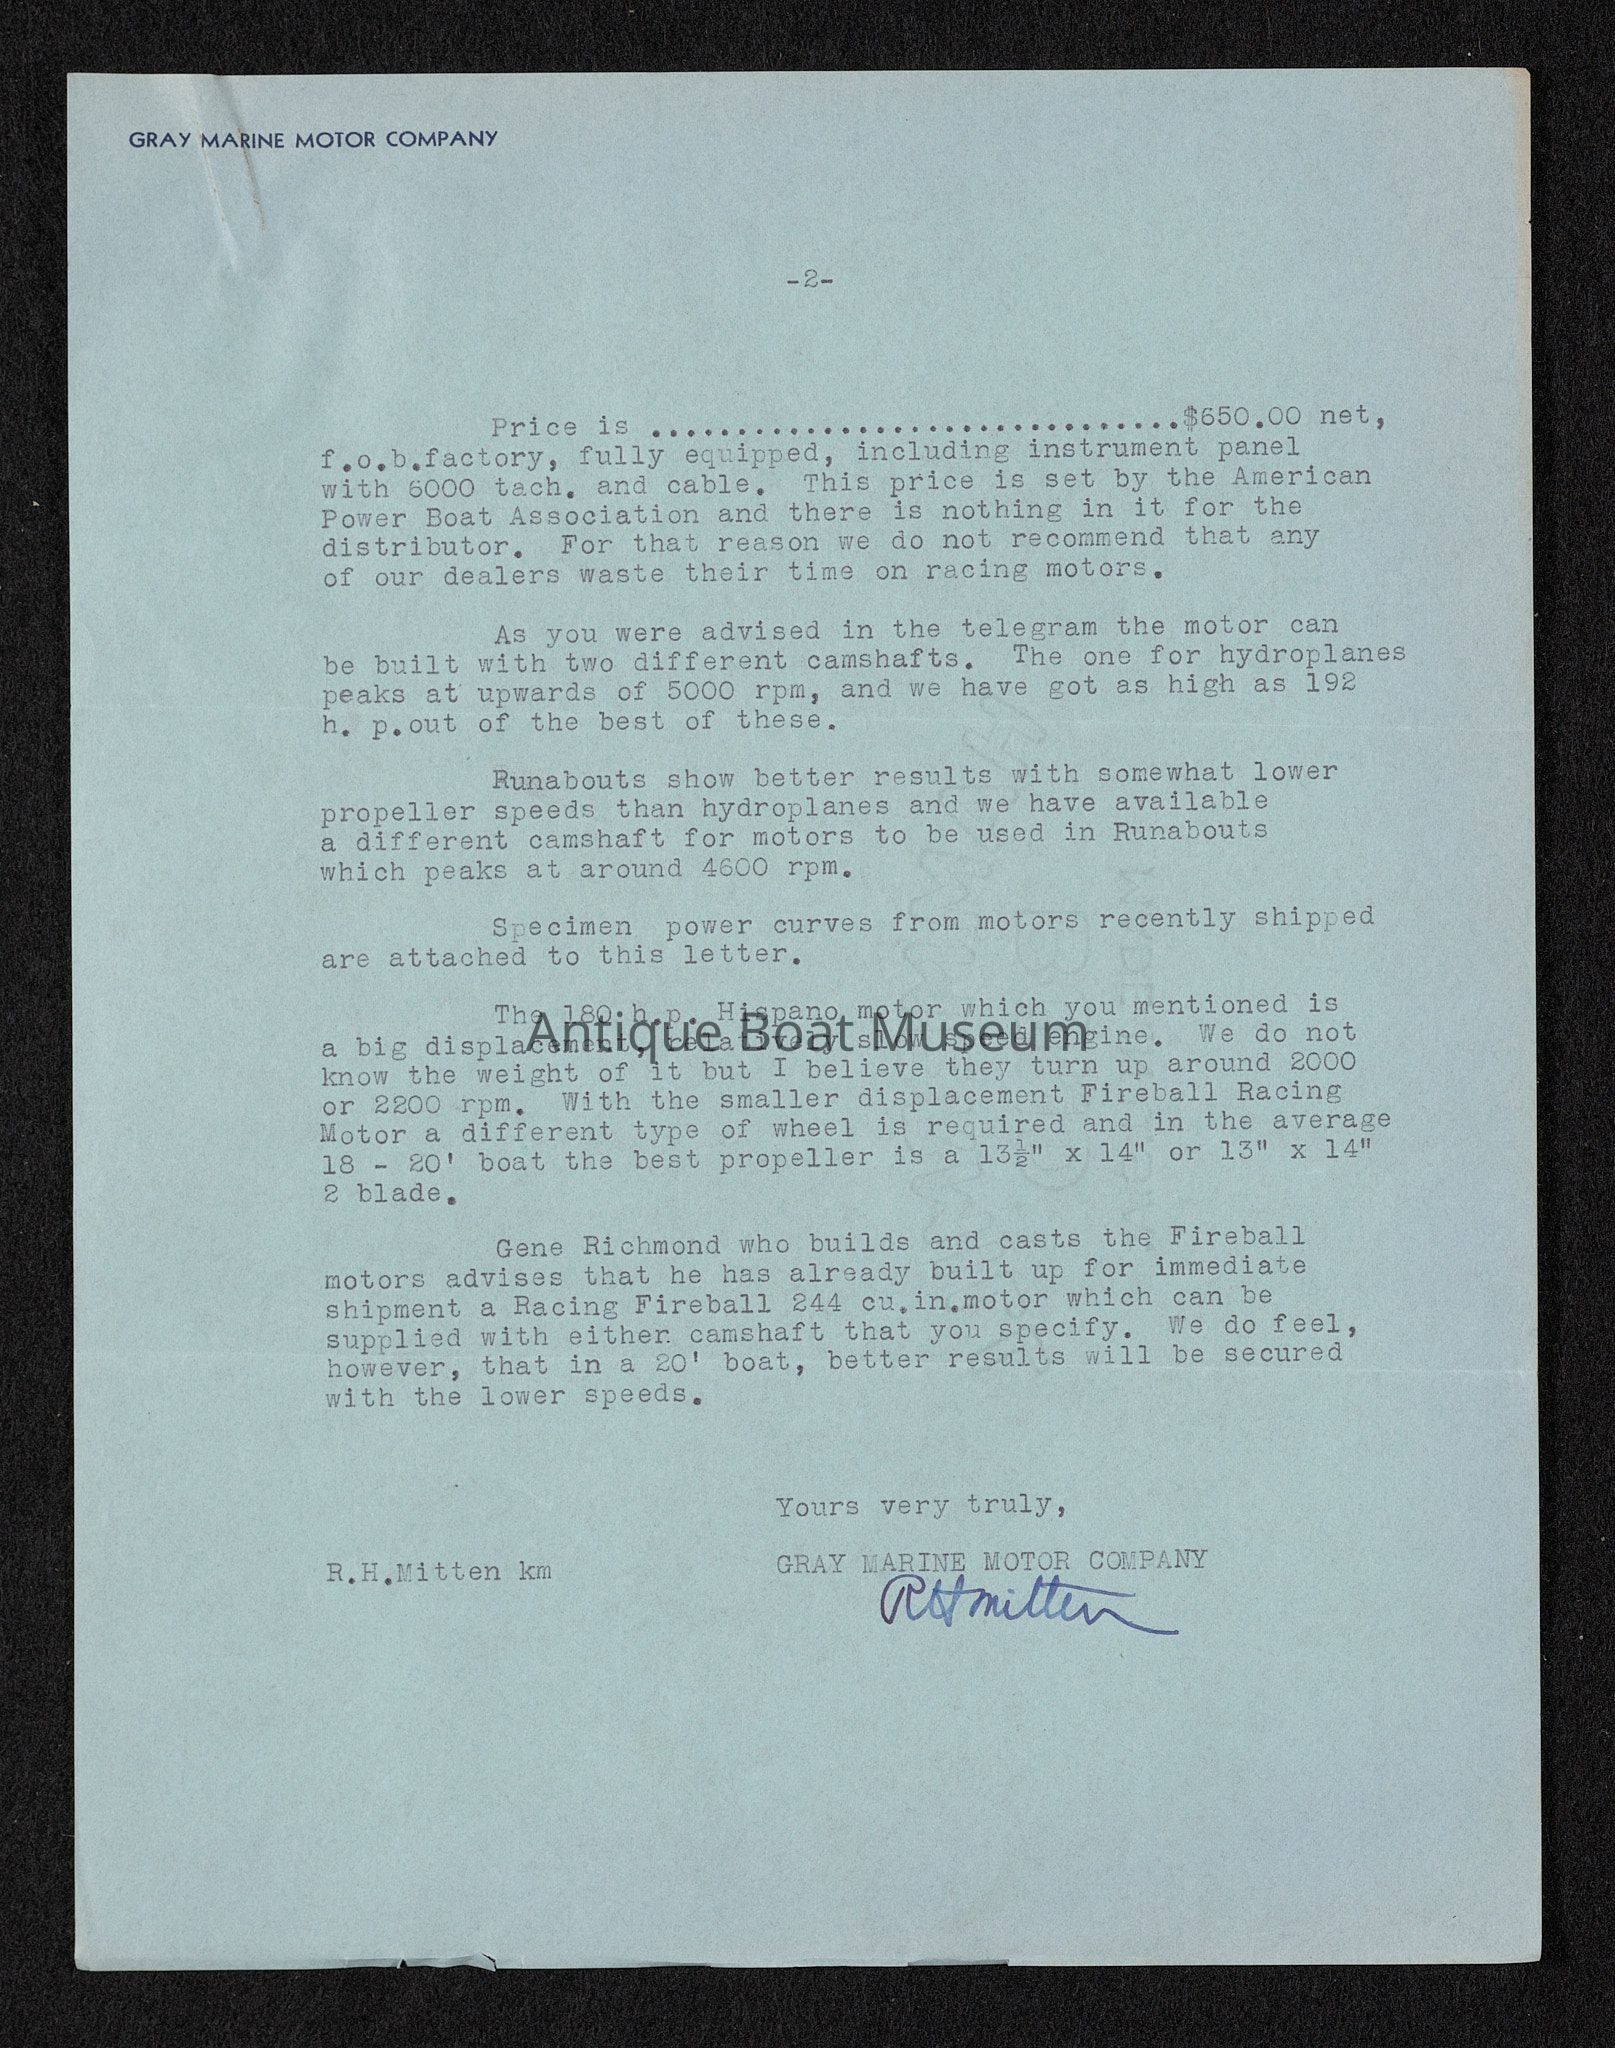 GRAY MARINE MOTOR COMPANY
-2-
Price is ...............................$650.00 net,
f.o.b.factory, fully equipped, including instrument panel
with 6000 tach. and cable. This price is set by the American
Power Boat Association and there is nothing in it for the
distributor. For that reason we do not recommend that any
of our dealers waste their time on racing motors.
As you were advised in the telegram the motor can
be built with two different camshafts. The one for hydroplanes
peaks at upwards of 5000 rpm, and we have got as high as 192
h. p.out of the best of these.
Runabouts show better results with somewhat lower
propeller speeds than hydroplanes and we have available
a different camshaft for motors to be used in Runabouts
which peaks at around 4600 rpm.
Specimen power curves from motors recently shipped
are attached to this letter.
The 180 h.p. Hispano motor which you mentioned is
Antique Boat Museum
a big displacement, relatively slow speed engine. We do not
know the weight of it but I believe they turn up around 2000
or 2200 rpm. With the smaller displacement Fireball Racing
Motor a different type of wheel is required and in the average
18 - 20' boat the best propeller is a 13½" x 14" or 13" x 14"
2 blade.
Gene Richmond who builds and casts the Fireball
motors advises that he has already built up for immediate
shipment a Racing Fireball 244 cu.in.motor which can be
supplied with either camshaft that you specify. We do feel,
however, that in a 20' boat, better results will be secured
with the lower speeds.
Yours very truly,
R.H.Mitten km GRAY MARINE MOTOR COMPANY
RHMitten